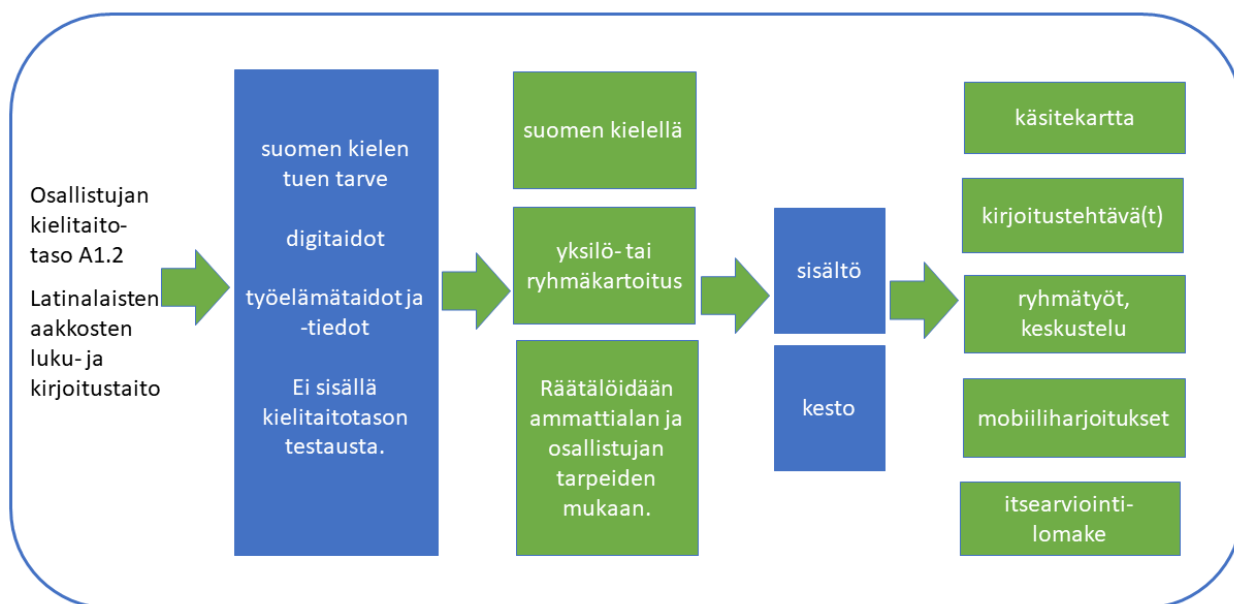 Osallistujan
kielitaito-
taso A1.2
Latinalaisten
aakkosten
luku- ja
kirjoitustaito
suomen kielen
tuen tarve
digitaidot
työelämätaidot ja
-tiedot
Ei sisällä
kielitaitotason
testausta.
suomen kielellä
yksilö- tai
ryhmäkartoitus
Räätälöidään
ammattialan ja
osallistujan
tarpeiden
mukaan.
sisältö
kesto
käsitekartta
kirjoitustehtävä(t)
ryhmätyöt,
keskustelu
mobiiliharjoitukset
itsearviointi-
lomake